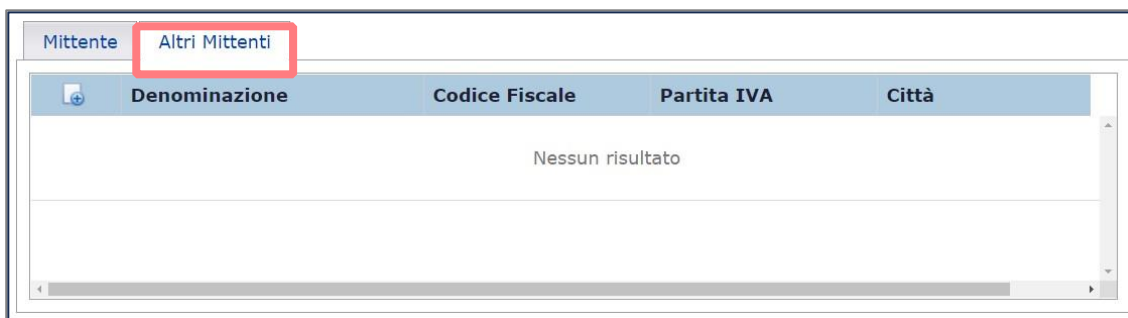 Mittente Altri Mittenti
Denominazione Codice Fiscale Partita IVA Città
Nessun risultato